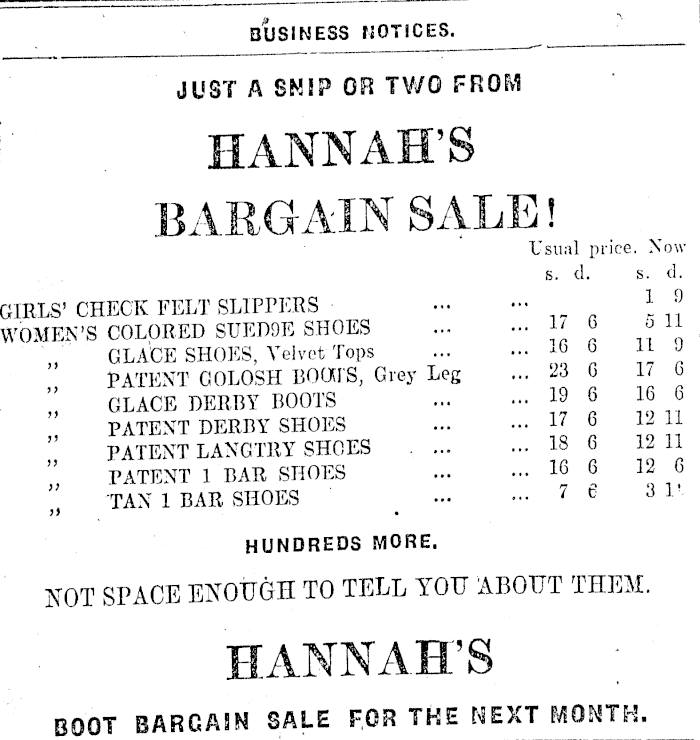 BUSINESS NOTICES.
JUST A SNIP OR TWO FROM
HANNAH'S
BARGAIN SALE!
Usual price. Now
s. d. s. d.
GIRLS' CHECK FELT SLIPPERS ... ... 1 9
WOMEN'S COLORED SUED9E SHOES ... ... 17 6 5 11
,, GLACE SHOES, Velvet Tops ... ... 16 6 11 9
,, PATENT GOLOSH BOOTS, Grey Leg ... 23 6 17 6
,, GLACE DERBY BOOTS ... ... 19 6 16 6
,, PATENT DERBY SHOES ... ... 17 6 12 11
,, PATENT LANGTRY SHOES ... ... 18 6 12 11
,, PATENT 1 BAR SHOES ... ... 16 6 12 6
,, TAN 1 BAR SHOES ... ... 7 6 3
HUNDREDS MORE.
NOT SPACE ENOUGH TO TELL YOU ABOUT THEM.
HANNAH'S
BOOT BARGAIN SALE FOR THE NEXT MONTH.